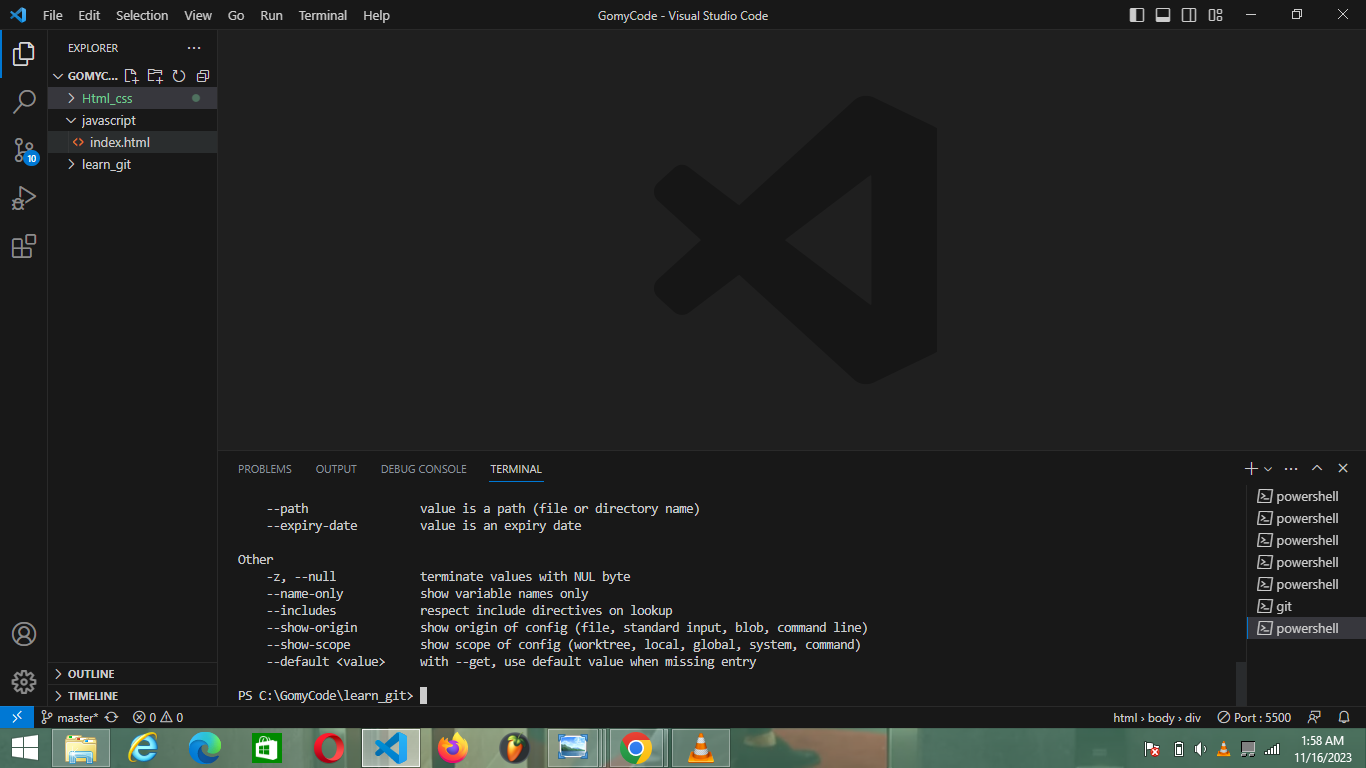 File Edit Selection View Go Run Terminal Help
GomyCode - Visual Studio Code
EXPLORER
GOMYC...
Html_css
javascript
<> index.html
learn_git
10
PROBLEMS OUTPUT DEBUG CONSOLE TERMINAL
--path value is a path (file or directory name)
--expiry-date value is an expiry date
Other
-z, --null terminate values with NUL byte
--name-only show variable names only
--includes respect include directives on lookup
--show-origin show origin of config (file, standard input, blob, command line)
--show-scope show scope of config (worktree, local, global, system, command)
--default <value> with --get, use default value when missing entry
PS C:\GomyCode\learn_git>
powershell
powershell
powershell
powershell
powershell
git
powershell
OUTLINE
TIMELINE
master* 0 0 html › body › div Port : 5500
1:58 AM
11/16/2023